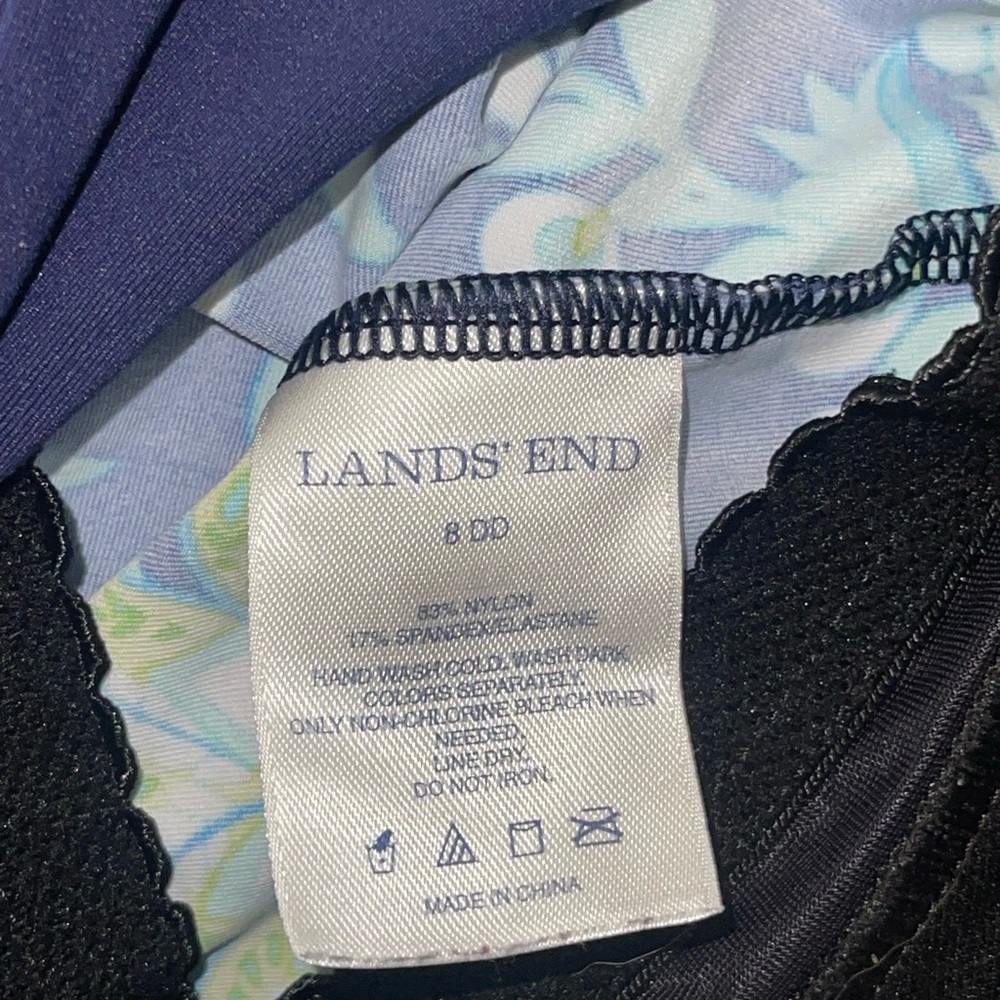 LANDS' END
8 DD
83% NYLON
17% SPANDEX/ELASTANE
HAND WASH COLD. WASH DARK
COLORS SEPARATELY.
ONLY NON-CHLORINE BLEACH WHEN
NEEDED.
LINE DRY.
DO NOT IRON.
MADE IN CHINA